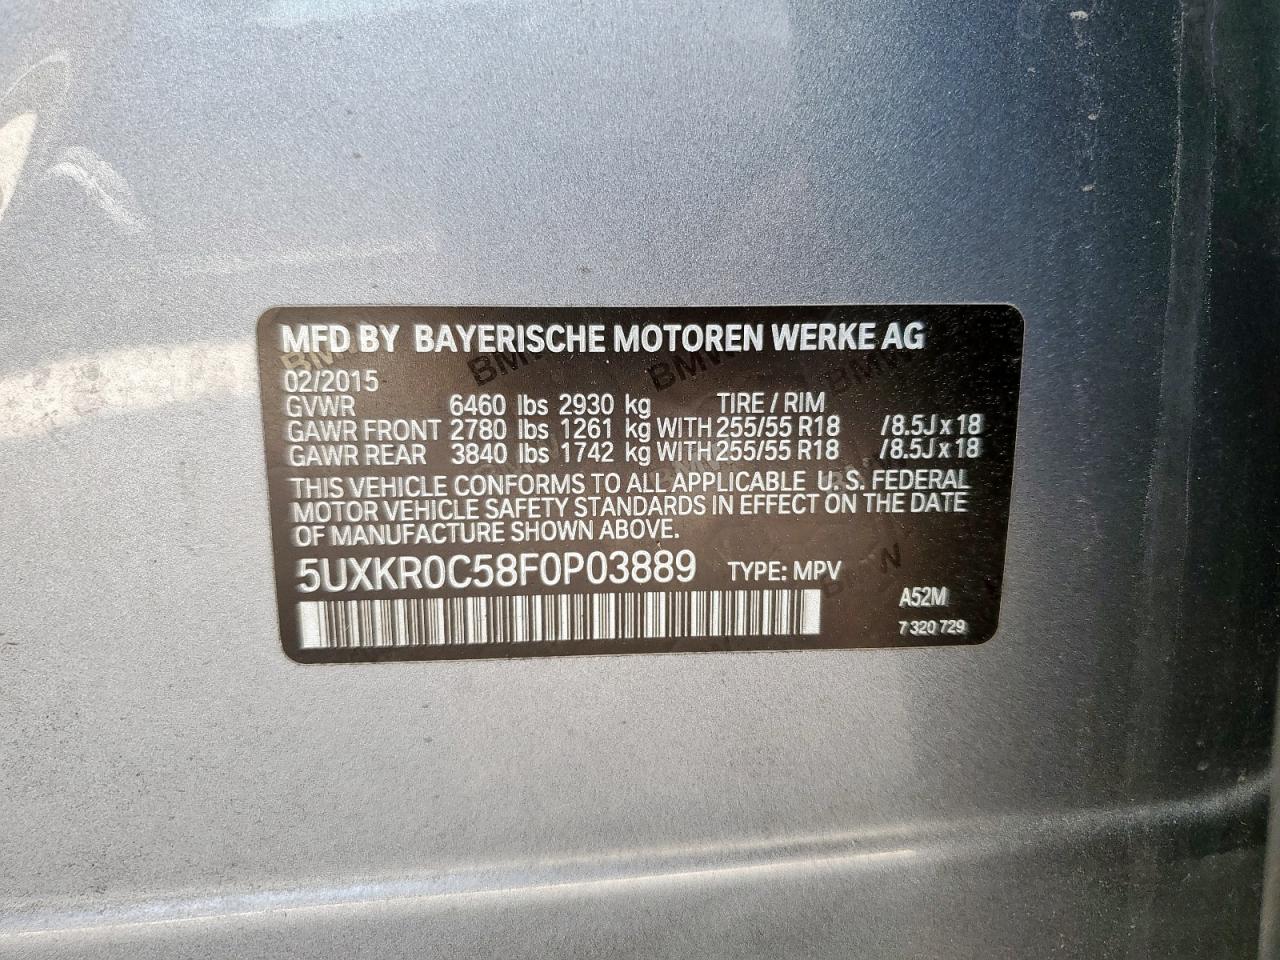 MFD BY BAYERISCHE MOTOREN WERKE AG
02/2015
GVWR 6460 lbs 2930 kg TIRE / RIM
GAWR FRONT 2780 lbs 1261 kg WITH 255/55 R18 /8.5J x 18
GAWR REAR 3840 lbs 1742 kg WITH 255/55 R18 /8.5J x 18
THIS VEHICLE CONFORMS TO ALL APPLICABLE U. S. FEDERAL
MOTOR VEHICLE SAFETY STANDARDS IN EFFECT ON THE DATE
OF MANUFACTURE SHOWN ABOVE.
5UXKR0C58F0P03889 TYPE: MPV
A52M
7 320 729